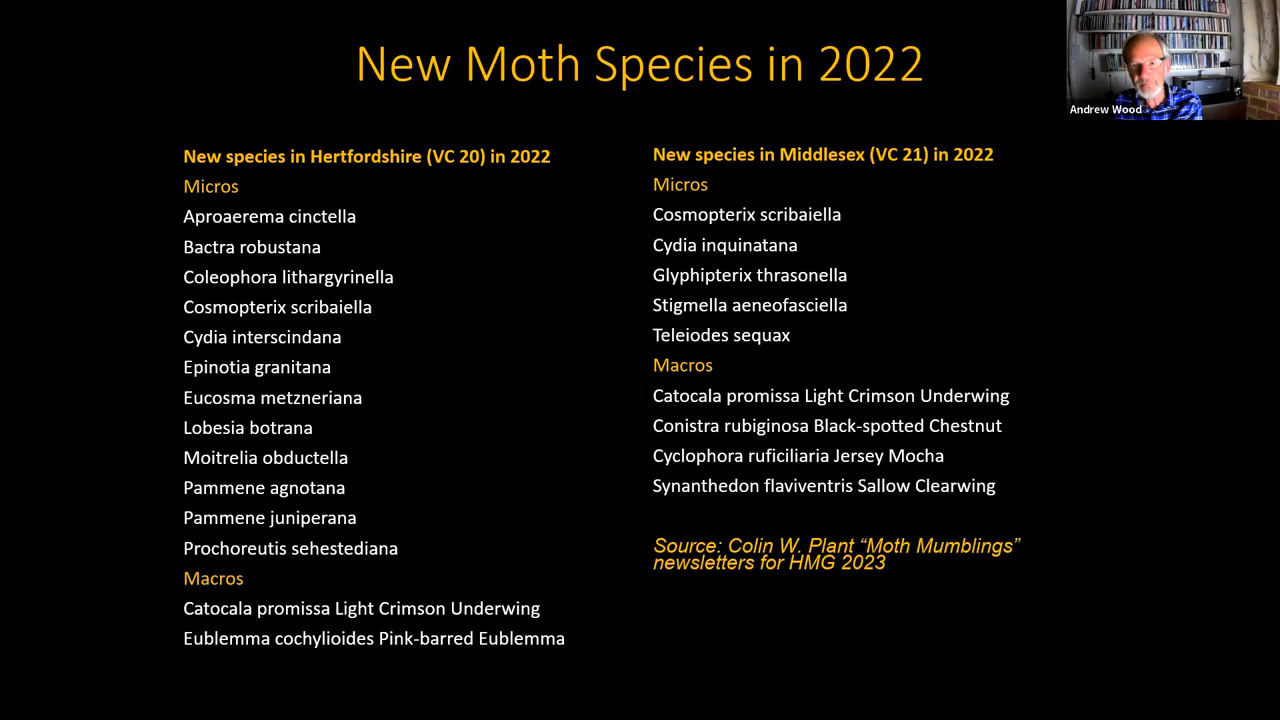 New Moth Species in 2022
Andrew Wood
New species in Hertfordshire (VC 20) in 2022
Micros
Aproaerema cinctella
Bactra robustana
Coleophora lithargyrinella
Cosmopterix scribaiella
Cydia interscindana
Epinotia granitana
Eucosma metzneriana
Lobesia botrana
Moitrelia obductella
Pammene agnotana
Pammene juniperana
Prochoreutis sehestediana
Macros
Catocala promissa Light Crimson Underwing
Eublemma cochylioides Pink-barred Eublemma
New species in Middlesex (VC 21) in 2022
Micros
Cosmopterix scribaiella
Cydia inquinatana
Glyphipterix thrasonella
Stigmella aeneofasciella
Teleiodes sequax
Macros
Catocala promissa Light Crimson Underwing
Conistra rubiginosa Black-spotted Chestnut
Cyclophora ruficiliaria Jersey Mocha
Synanthedon flaviventris Sallow Clearwing
Source: Colin W. Plant “Moth Mumblings”
newsletters for HMG 2023